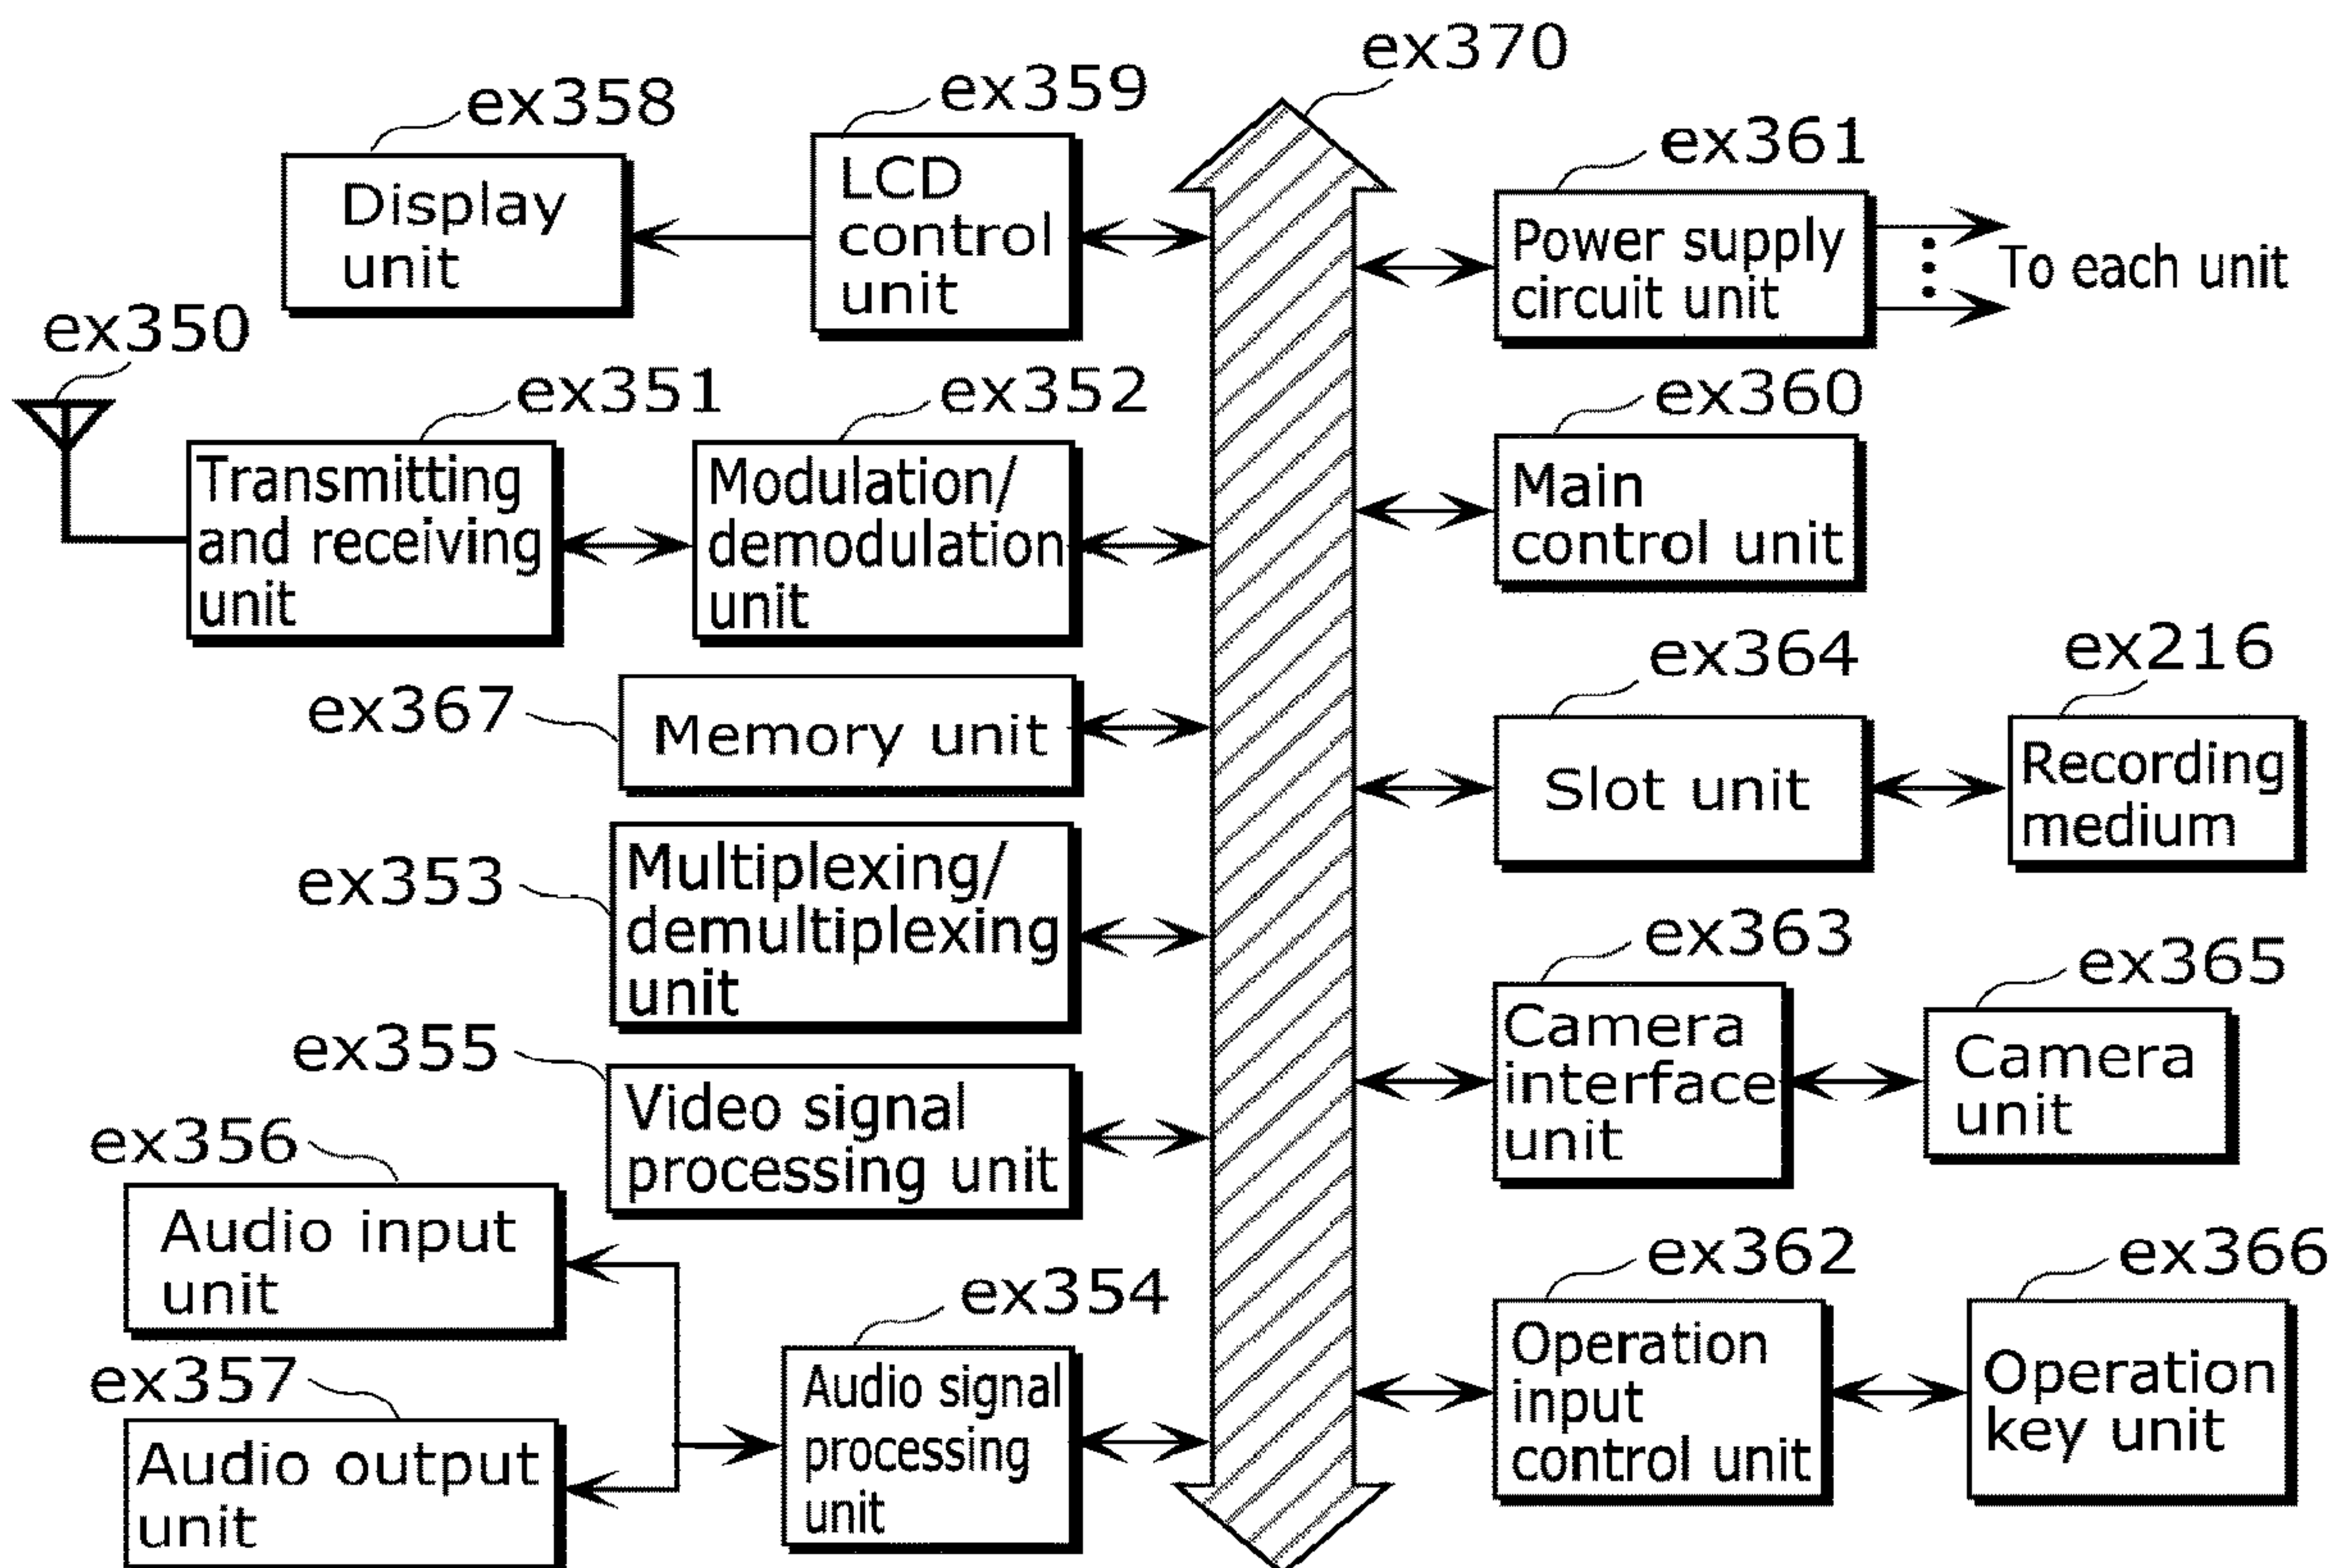 ex370
ex358
ex359
ex361
Display
unit
LCD
control
unit
Power supply
circuit unit
To each unit
ex350
ex351
ex352
ex360
Transmitting
and receiving
unit
Modulation/
demodulation
unit
Main
control unit
ex367
Memory unit
ex364
ex216
Slot unit
Recording
medium
ex353
Multiplexing/
demultiplexing
unit
ex363
ex365
Camera
interface
unit
Camera
unit
ex355
Video signal
processing unit
ex356
Audio input
unit
ex362
ex366
ex354
Operation
input
control unit
Operation
key unit
ex357
Audio output
unit
Audio signal
processing
unit